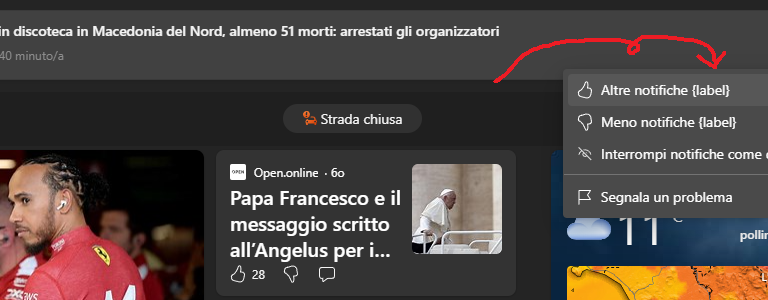 in discoteca in Macedonia del Nord, almeno 51 morti: arrestati gli organizzatori
40 minuto/a
Altre notifiche {label}
Meno notifiche {label}
Interrompi notifiche come
Segnala un problema
Strada chiusa
OPEN Open.online · 6o
Papa Francesco e il
messaggio scritto
all'Angelus per i...
28
11
°C
pollin